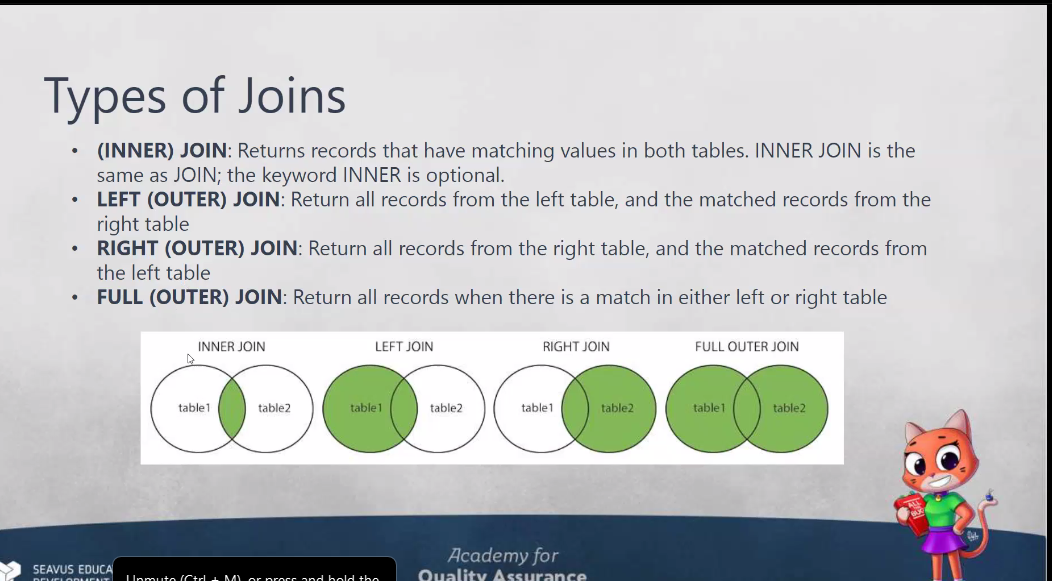 Types of Joins
• (INNER) JOIN: Returns records that have matching values in both tables. INNER JOIN is the
same as JOIN; the keyword INNER is optional.
• LEFT (OUTER) JOIN: Return all records from the left table, and the matched records from the
right table
• RIGHT (OUTER) JOIN: Return all records from the right table, and the matched records from
the left table
• FULL (OUTER) JOIN: Return all records when there is a match in either left or right table
INNER JOIN LEFT JOIN RIGHT JOIN FULL OUTER JOIN
table1 table2 table1 table2 table1 table2 table1 table2
ALL
BUG
Academy for
Quality Assurance
SEAVUS EDUCA
DEVELOPMENT
Unmute (Ctrl + M), or press and hold the